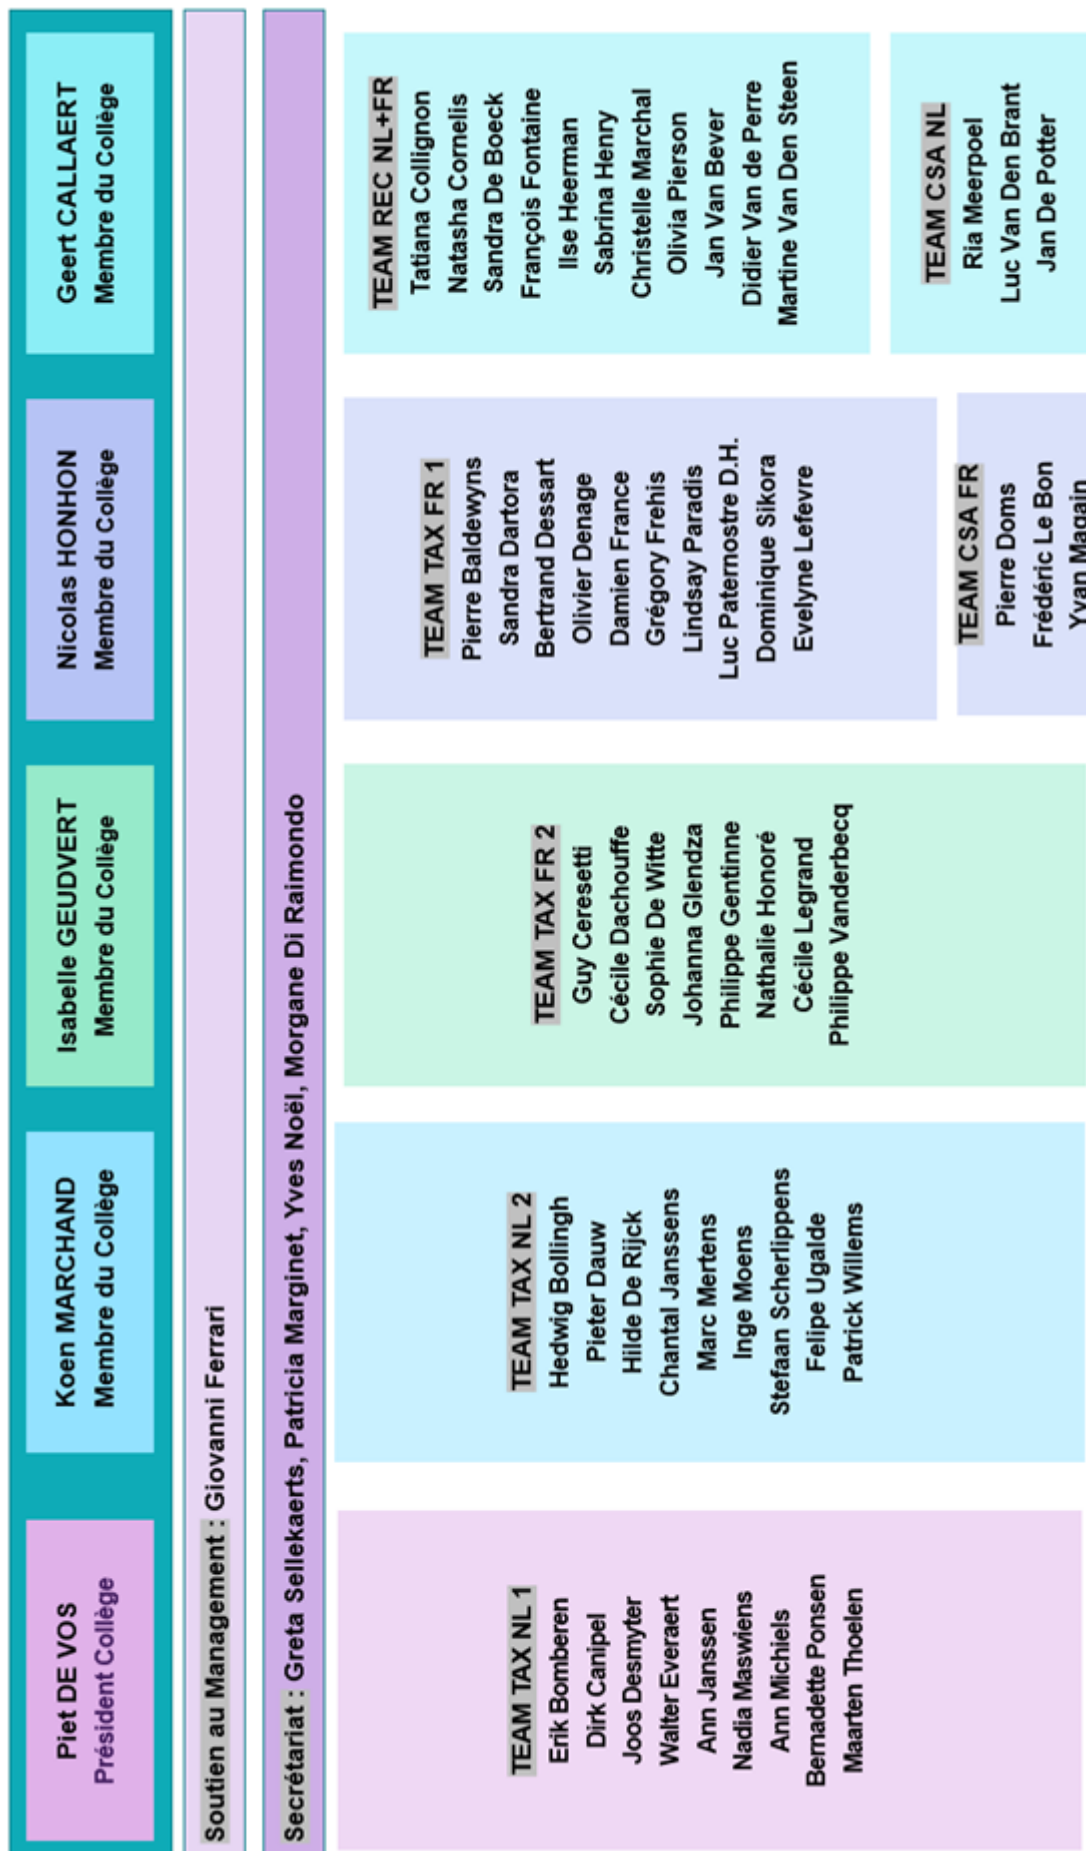 Piet DE VOS
Président Collège
Koen MARCHAND
Membre du Collège
Isabelle GEUDVERT
Membre du Collège
Nicolas HONHON
Membre du Collège
Geert CALLAERT
Membre du Collège
Soutien au Management : Giovanni Ferrari
Secrétariat : Greta Sellekaerts, Patricia Marginet, Yves Noël, Morgane Di Raimondo
TEAM TAX NL 1
Erik Bomberen
Dirk Canipel
Joos Desmyter
Walter Everaert
Ann Janssen
Nadia Maswiens
Ann Michiels
Bernadette Ponsen
Maarten Thoelen
TEAM TAX NL 2
Hedwig Bollingh
Pieter Dauw
Hilde De Rijck
Chantal Janssens
Marc Mertens
Inge Moens
Stefaan Scherlippens
Felipe Ugalde
Patrick Willems
TEAM TAX FR 2
Guy Ceresetti
Cécile Dachouffe
Sophie De Witte
Johanna Glendza
Philippe Gentinne
Nathalie Honoré
Cécile Legrand
Philippe Vanderbecq
TEAM TAX FR 1
Pierre Baldewyns
Sandra Dartora
Bertrand Dessart
Olivier Denage
Damien France
Grégory Frehis
Lindsay Paradis
Luc Paternostre D.H.
Dominique Sikora
Evelyne Lefevre
TEAM CSA FR
Pierre Doms
Frédéric Le Bon
Yvan Magain
TEAM REC NL+FR
Tatiana Collignon
Natasha Cornelis
Sandra De Boeck
François Fontaine
Ilse Heerman
Sabrina Henry
Christelle Marchal
Olivia Pierson
Jan Van Bever
Didier Van de Perre
Martine Van Den Steen
TEAM CSA NL
Ria Meerpoel
Luc Van Den Brant
Jan De Potter